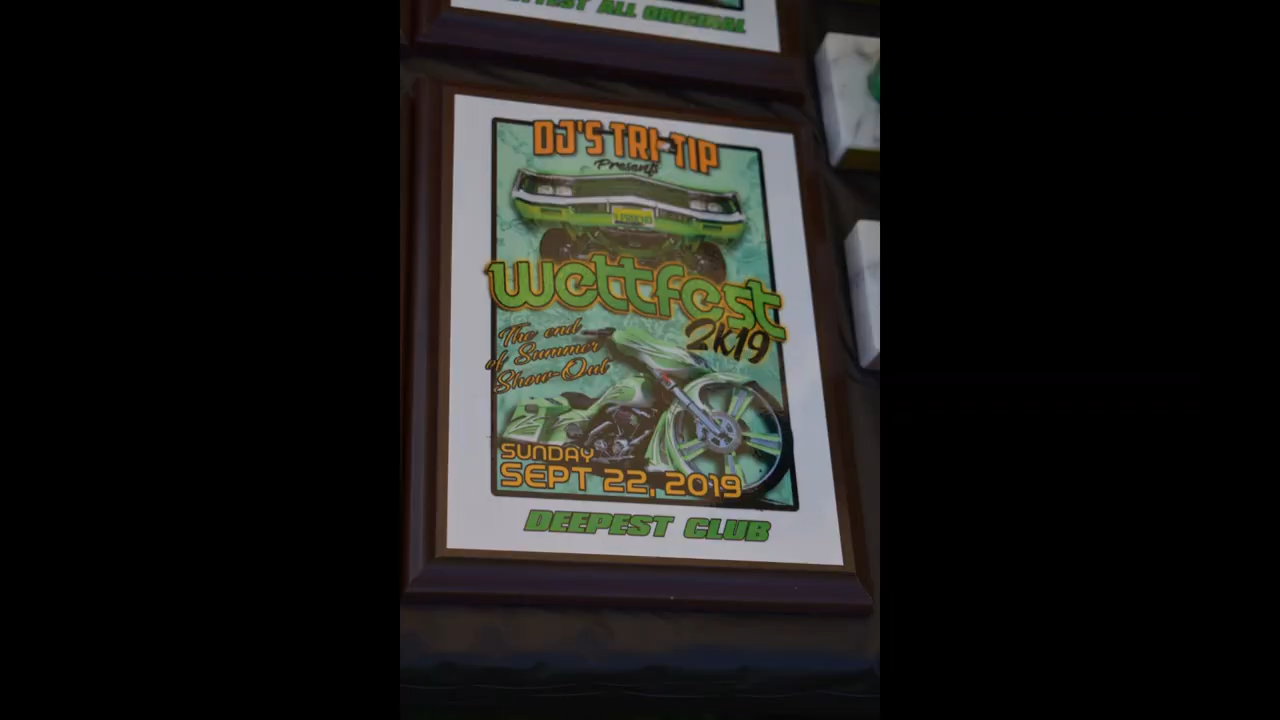 ALL ORIGINAL
DJ'S TRI-TIP
Presents
wettfest
2K19
The end
of Summer
Show-Out
SUNDAY
SEPT 22, 2019
DEEPEST CLUB